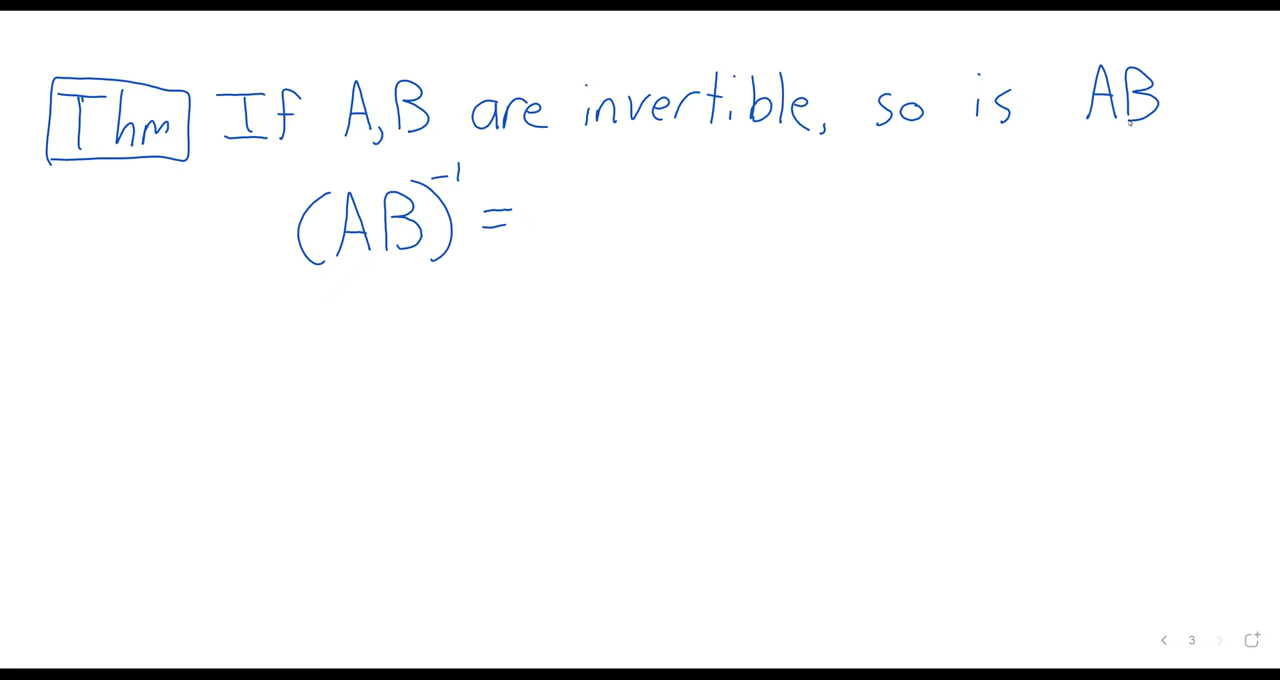 Thm If A, B are invertible, so is AB
(AB)⁻¹ =
3